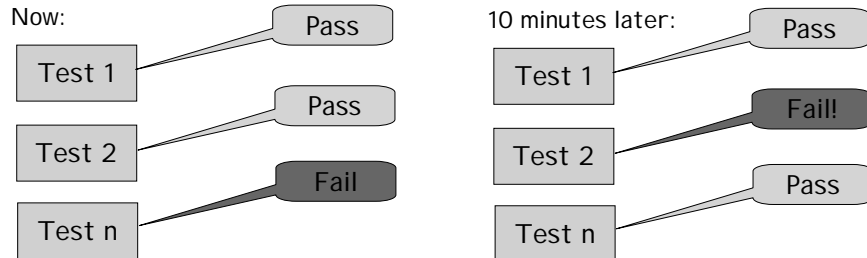 Now:
Pass
Test 1
Pass
Test 2
Fail
Test n
10 minutes later:
Pass
Test 1
Fail!
Test 2
Pass
Test n